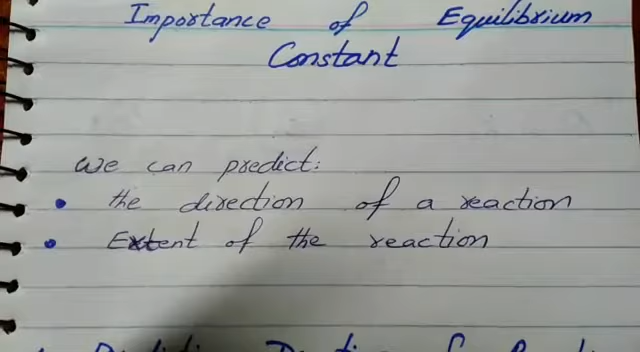 Importance of Equilibrium
Constant
we can predict:
• the direction of a reaction
• Extent of the reaction